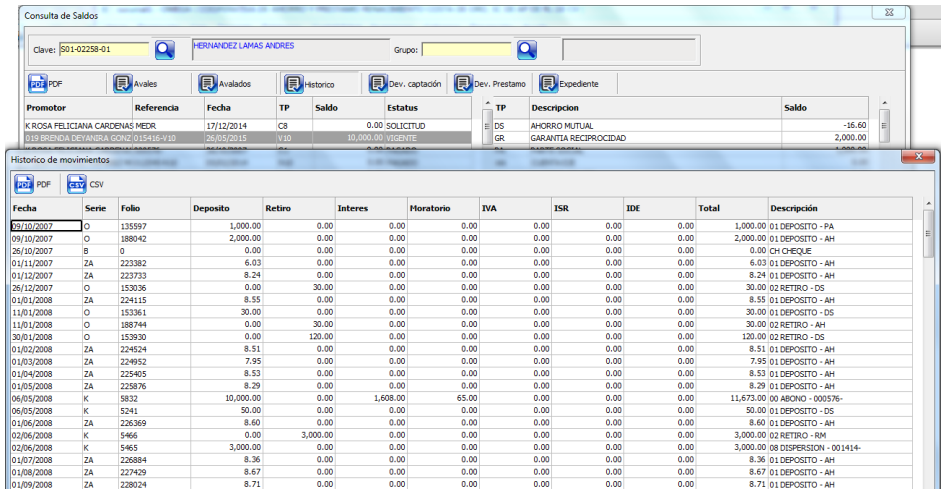 Consulta de Saldos
Clave: S01-02258-01 HERNANDEZ LAMAS ANDRES Grupo:
PDF PDF Avales Avalados Historico Dev. captación Dev. Prestamo Expediente
Promotor Referencia Fecha TP Saldo Estatus TP Descripcion Saldo
K ROSA FELICIANA CARDENAS MEDR 17/12/2014 C8 0.00 SOLICITUD DS AHORRO MUTUAL -16.60
019 BRENDA DEYANIRA GONZ 015416-V10 26/05/2015 V10 10,000.00 VIGENTE GR GARANTIA RECIPROCIDAD 2,000.00
Historico de movimientos
PDF PDF CSV CSV
Fecha Serie Folio Deposito Retiro Interes Moratorio IVA ISR IDE Total Descripción
09/10/2007 O 135597 1,000.00 0.00 0.00 0.00 0.00 0.00 0.00 1,000.00 01 DEPOSITO - PA
09/10/2007 O 188042 2,000.00 0.00 0.00 0.00 0.00 0.00 0.00 2,000.00 01 DEPOSITO - AH
26/10/2007 B 0 0.00 0.00 0.00 0.00 0.00 0.00 0.00 0.00 CH CHEQUE
01/11/2007 ZA 223382 6.03 0.00 0.00 0.00 0.00 0.00 0.00 6.03 01 DEPOSITO - AH
01/12/2007 ZA 223733 8.24 0.00 0.00 0.00 0.00 0.00 0.00 8.24 01 DEPOSITO - AH
26/12/2007 O 153036 0.00 30.00 0.00 0.00 0.00 0.00 0.00 30.00 02 RETIRO - DS
01/01/2008 ZA 224115 8.55 0.00 0.00 0.00 0.00 0.00 0.00 8.55 01 DEPOSITO - AH
11/01/2008 O 153361 30.00 0.00 0.00 0.00 0.00 0.00 0.00 30.00 01 DEPOSITO - DS
11/01/2008 O 188744 0.00 30.00 0.00 0.00 0.00 0.00 0.00 30.00 02 RETIRO - AH
30/01/2008 O 153930 0.00 120.00 0.00 0.00 0.00 0.00 0.00 120.00 02 RETIRO - DS
01/02/2008 ZA 224524 8.51 0.00 0.00 0.00 0.00 0.00 0.00 8.51 01 DEPOSITO - AH
01/03/2008 ZA 224952 7.95 0.00 0.00 0.00 0.00 0.00 0.00 7.95 01 DEPOSITO - AH
01/04/2008 ZA 225405 8.53 0.00 0.00 0.00 0.00 0.00 0.00 8.53 01 DEPOSITO - AH
01/05/2008 ZA 225876 8.29 0.00 0.00 0.00 0.00 0.00 0.00 8.29 01 DEPOSITO - AH
06/05/2008 K 5832 10,000.00 0.00 1,608.00 65.00 0.00 0.00 0.00 11,673.00 00 ABONO - 000576-
06/05/2008 K 5241 50.00 0.00 0.00 0.00 0.00 0.00 0.00 50.00 01 DEPOSITO - DS
01/06/2008 ZA 226369 8.60 0.00 0.00 0.00 0.00 0.00 0.00 8.60 01 DEPOSITO - AH
02/06/2008 K 5466 0.00 3,000.00 0.00 0.00 0.00 0.00 0.00 3,000.00 02 RETIRO - RM
02/06/2008 K 5465 3,000.00 0.00 0.00 0.00 0.00 0.00 0.00 3,000.00 08 DISPERSION - 001414-
01/07/2008 ZA 226884 8.36 0.00 0.00 0.00 0.00 0.00 0.00 8.36 01 DEPOSITO - AH
01/08/2008 ZA 227429 8.67 0.00 0.00 0.00 0.00 0.00 0.00 8.67 01 DEPOSITO - AH
01/09/2008 ZA 228024 8.71 0.00 0.00 0.00 0.00 0.00 0.00 8.71 01 DEPOSITO - AH